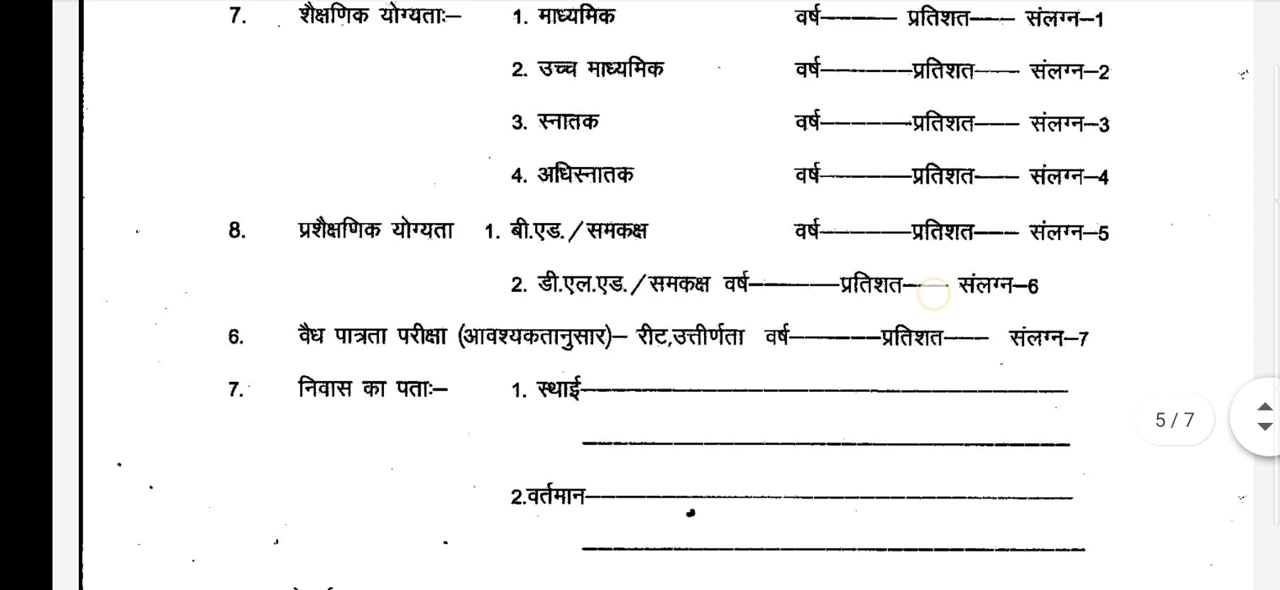 7. शैक्षणिक योग्यताः– 1. माध्यमिक वर्ष——— प्रतिशत—— संलग्न–1
2. उच्च माध्यमिक वर्ष———प्रतिशत—— संलग्न–2
3. स्नातक वर्ष———प्रतिशत—— संलग्न–3
4. अधिस्नातक वर्ष———प्रतिशत—— संलग्न–4
8. प्रशैक्षणिक योग्यता 1. बी.एड./समकक्ष वर्ष———प्रतिशत—— संलग्न–5
2. डी.एल.एड./समकक्ष वर्ष———प्रतिशत—— संलग्न–6
6. वैध पात्रता परीक्षा (आवश्यकतानुसार)– रीट,उत्तीर्णता वर्ष———प्रतिशत—— संलग्न–7
7. निवास का पताः– 1. स्थाई————————————
5 / 7
2.वर्तमान————————————